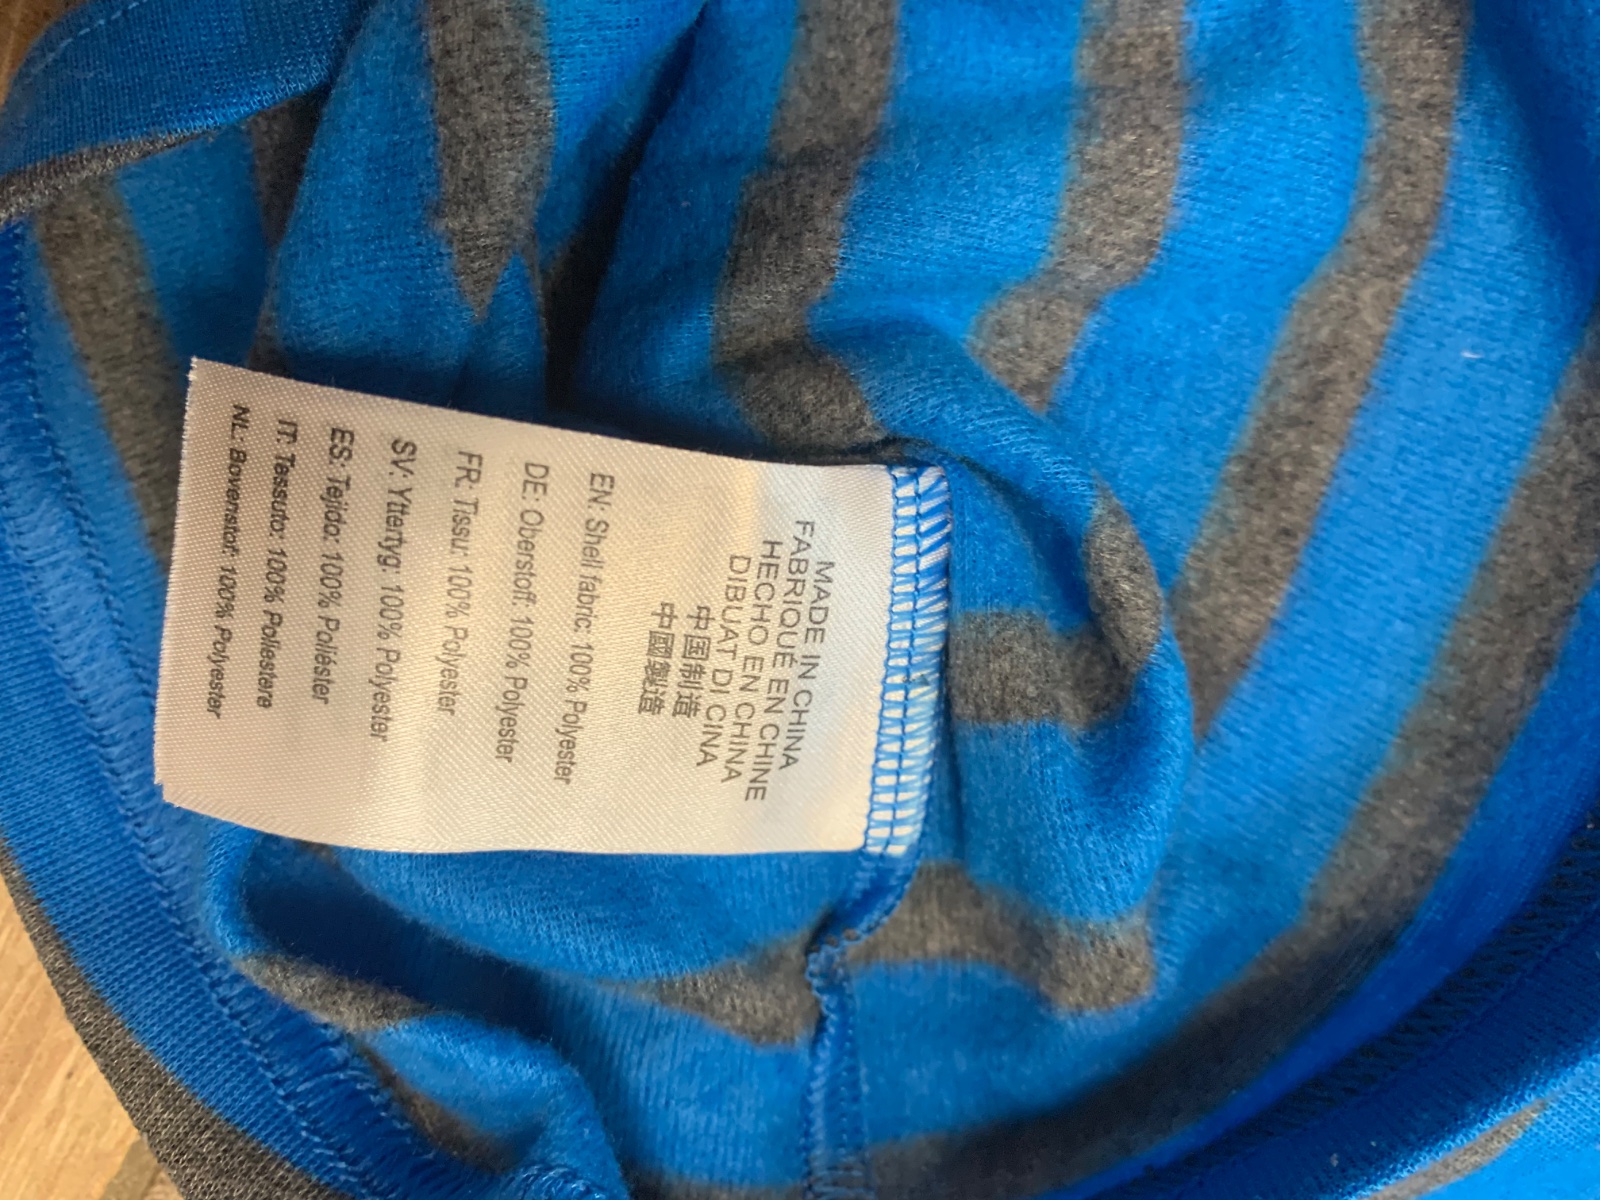 MADE IN CHINA
FABRIQUÉ EN CHINE
HECHO EN CHINA
DIBUAT DI CINA
中国制造
中國製造
EN: Shell fabric: 100% Polyester
DE: Oberstoff: 100% Polyester
FR: Tissu: 100% Polyester
SV: Yttertyg: 100% Polyester
ES: Tejido: 100% Poliéster
IT: Tessuto: 100% Poliestere
NL: Bovenstof: 100% Polyester